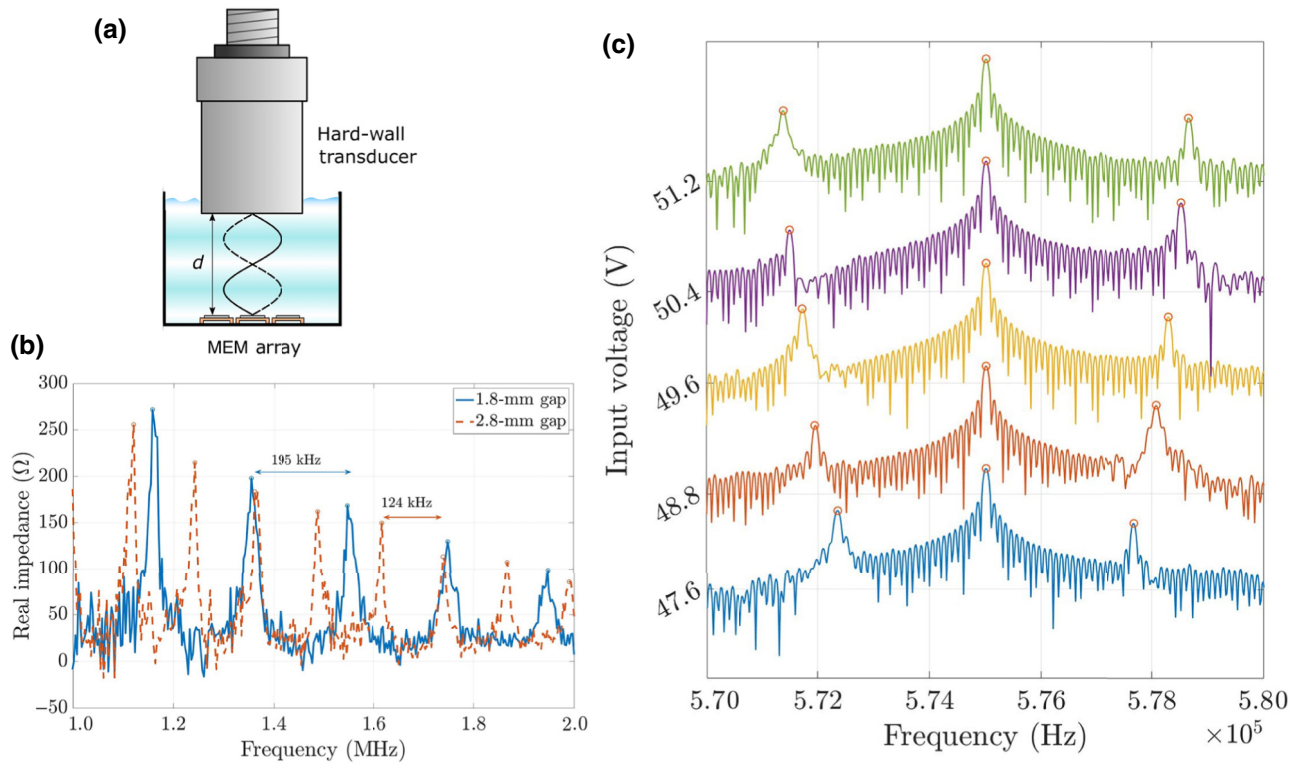 (a)
Hard-wall
transducer
d
MEM array
(b)
300
250
200
150
100
50
0
−50
Real impedance (Ω)
1.8-mm gap
2.8-mm gap
195 kHz
124 kHz
1.0
1.2
1.4
1.6
1.8
2.0
Frequency (MHz)
(c)
Input voltage (V)
51.2
50.4
49.6
48.8
47.6
5.70
5.72
5.74
5.76
5.78
5.80
Frequency (Hz)
×10⁵